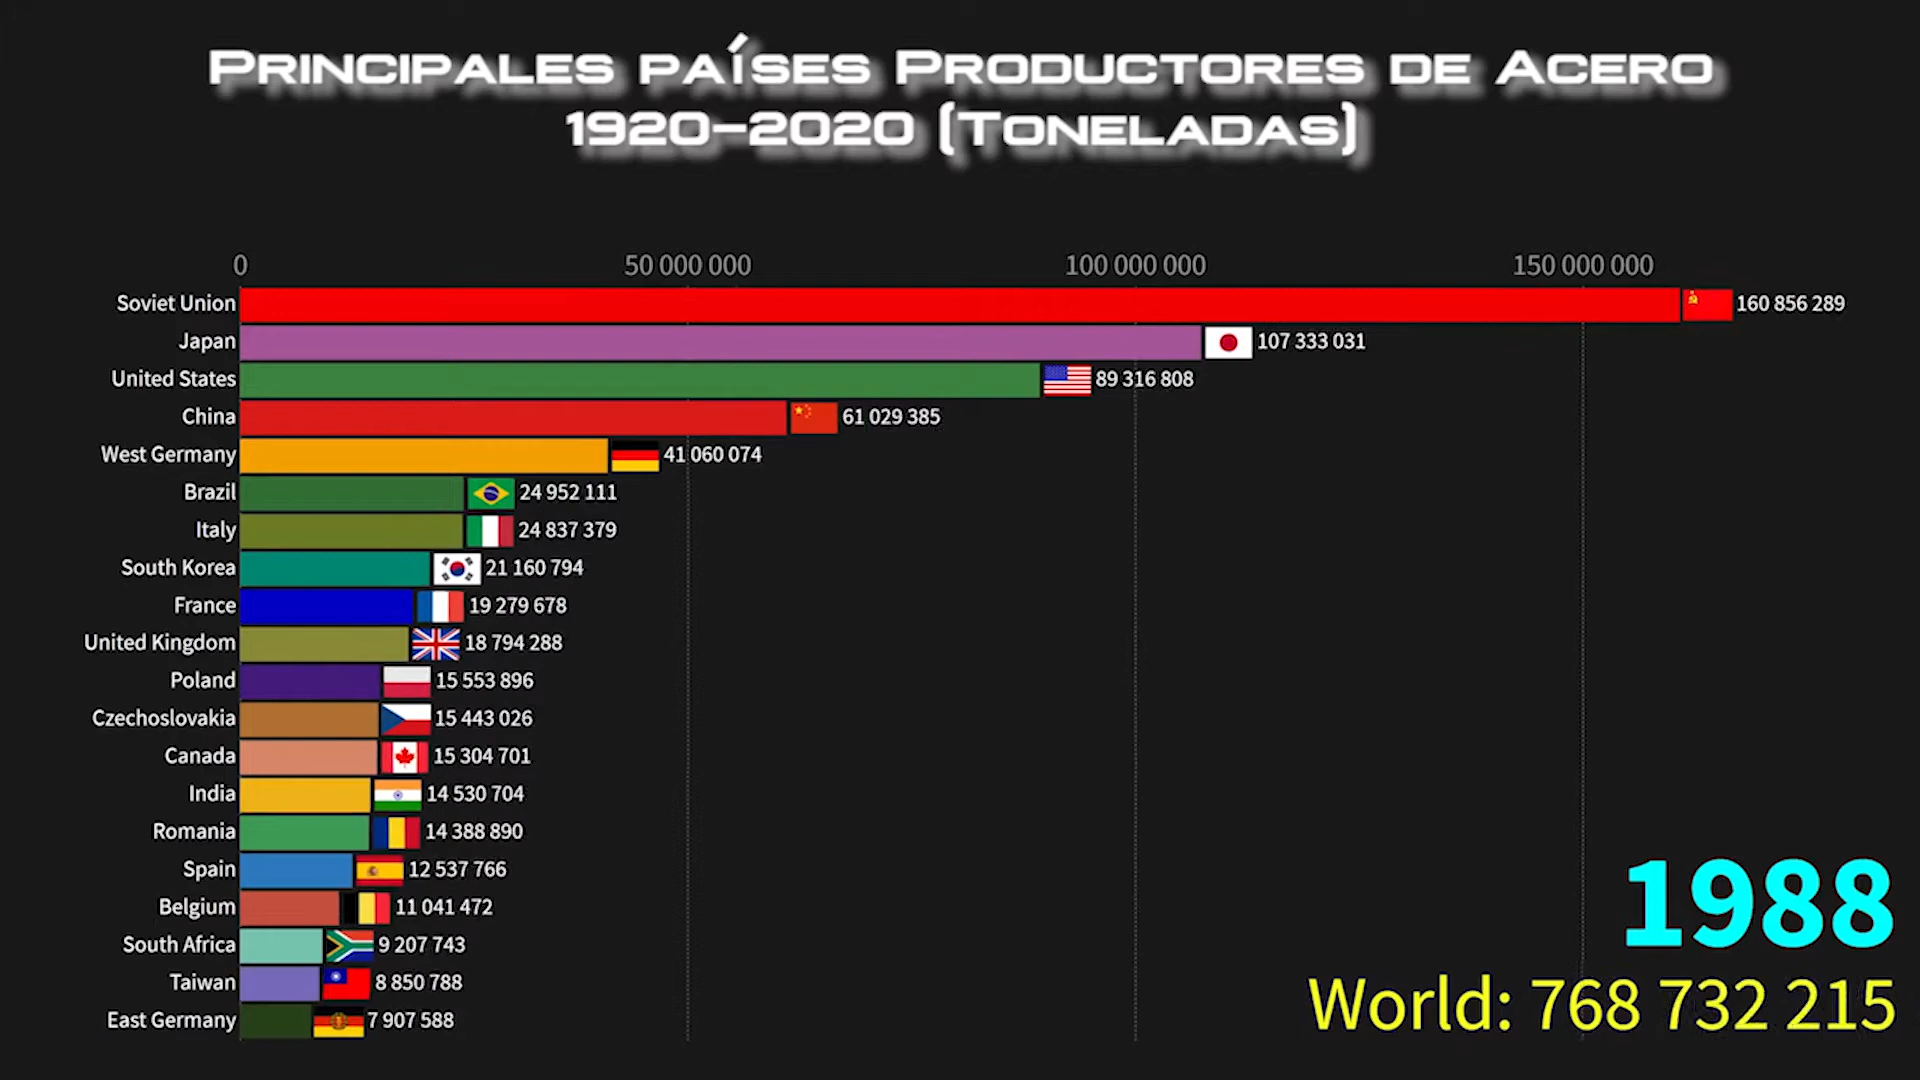 Principales países Productores de Acero
1920-2020 (Toneladas)
0 50 000 000 100 000 000 150 000 000
Soviet Union 160 856 289
Japan 107 333 031
United States 89 316 808
China 61 029 385
West Germany 41 060 074
Brazil 24 952 111
Italy 24 837 379
South Korea 21 160 794
France 19 279 678
United Kingdom 18 794 288
Poland 15 553 896
Czechoslovakia 15 443 026
Canada 15 304 701
India 14 530 704
Romania 14 388 890
Spain 12 537 766
Belgium 11 041 472
South Africa 9 207 743
Taiwan 8 850 788
East Germany 7 907 588
1988
World: 768 732 215